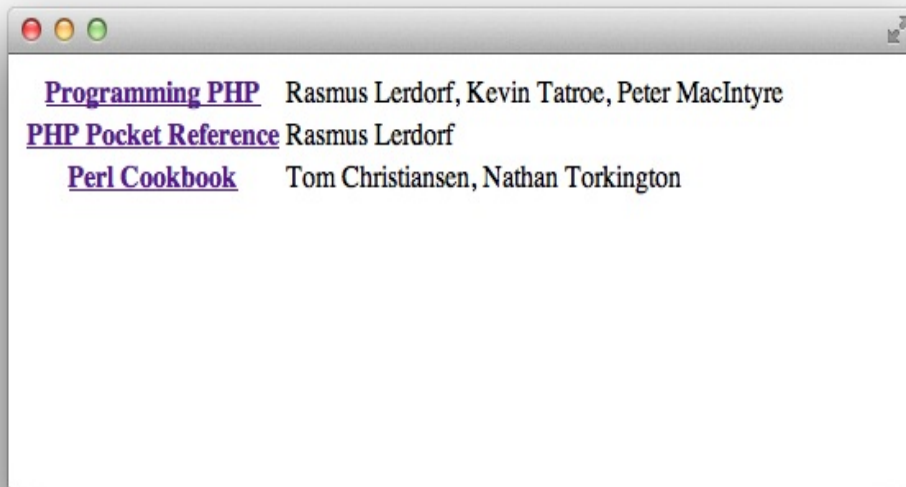 Programming PHP Rasmus Lerdorf, Kevin Tatroe, Peter MacIntyre
PHP Pocket Reference Rasmus Lerdorf
Perl Cookbook Tom Christiansen, Nathan Torkington